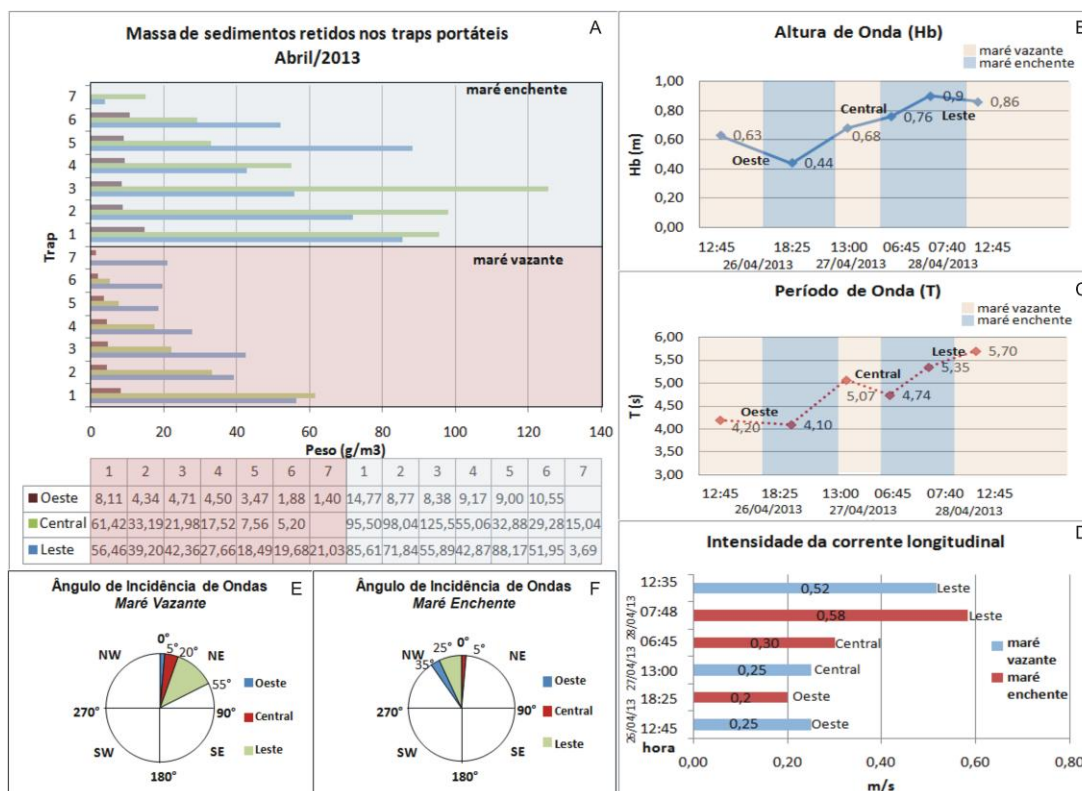 Massa de sedimentos retidos nos traps portáteis
Abril/2013
A
maré enchente
7
6
5
4
3
2
1
maré vazante
7
6
5
4
3
2
1
Trap
0 20 40 60 80 100 120 140
Peso (g/m3)
1 2 3 4 5 6 7 1 2 3 4 5 6 7
Oeste 8,11 4,34 4,71 4,50 3,47 1,88 1,40 14,77 8,77 8,38 9,17 9,00 10,55
Central 61,42 33,19 21,98 17,52 7,56 5,20 95,50 98,04 125,5 55,06 32,88 29,28 15,04
Leste 56,46 39,20 42,36 27,66 18,49 19,68 21,03 85,61 71,84 55,89 42,87 88,17 51,95 3,69
Altura de Onda (Hb)
maré vazante
maré enchente
1,00
0,80
0,60
0,40
0,20
0,00
Hb (m)
0,63
Oeste
0,44
Central
0,68
0,76
0,9
Leste
0,86
12:45 18:25 13:00 06:45 07:40 12:45
26/04/2013 27/04/2013 28/04/2013
Período de Onda (T)
maré vazante
maré enchente
6,00
5,50
5,00
4,50
4,00
3,50
3,00
T (s)
Oeste
4,20
4,10
Central
5,07
4,74
Leste
5,35
5,70
12:45 18:25 13:00 06:45 07:40 12:45
26/04/2013 27/04/2013 28/04/2013
Intensidade da corrente longitudinal
D
12:35 0,52 Leste
07:48 0,58 Leste
06:45 0,30 Central
13:00 0,25 Central
18:25 0,2 Oeste
12:45 0,25 Oeste
28/04/13
27/04/13
26/04/13
hora
maré vazante
maré enchente
0,00 0,20 0,40 0,60 0,80
m/s
Ângulo de Incidência de Ondas
Maré Vazante
E
0°
5°
20°
NW
NE
55°
270°
90°
SW
SE
180°
Oeste
Central
Leste
Ângulo de Incidência de Ondas
Maré Enchente
F
0°
25°
5°
NW
35°
NE
270°
90°
SW
SE
180°
Oeste
Central
Leste